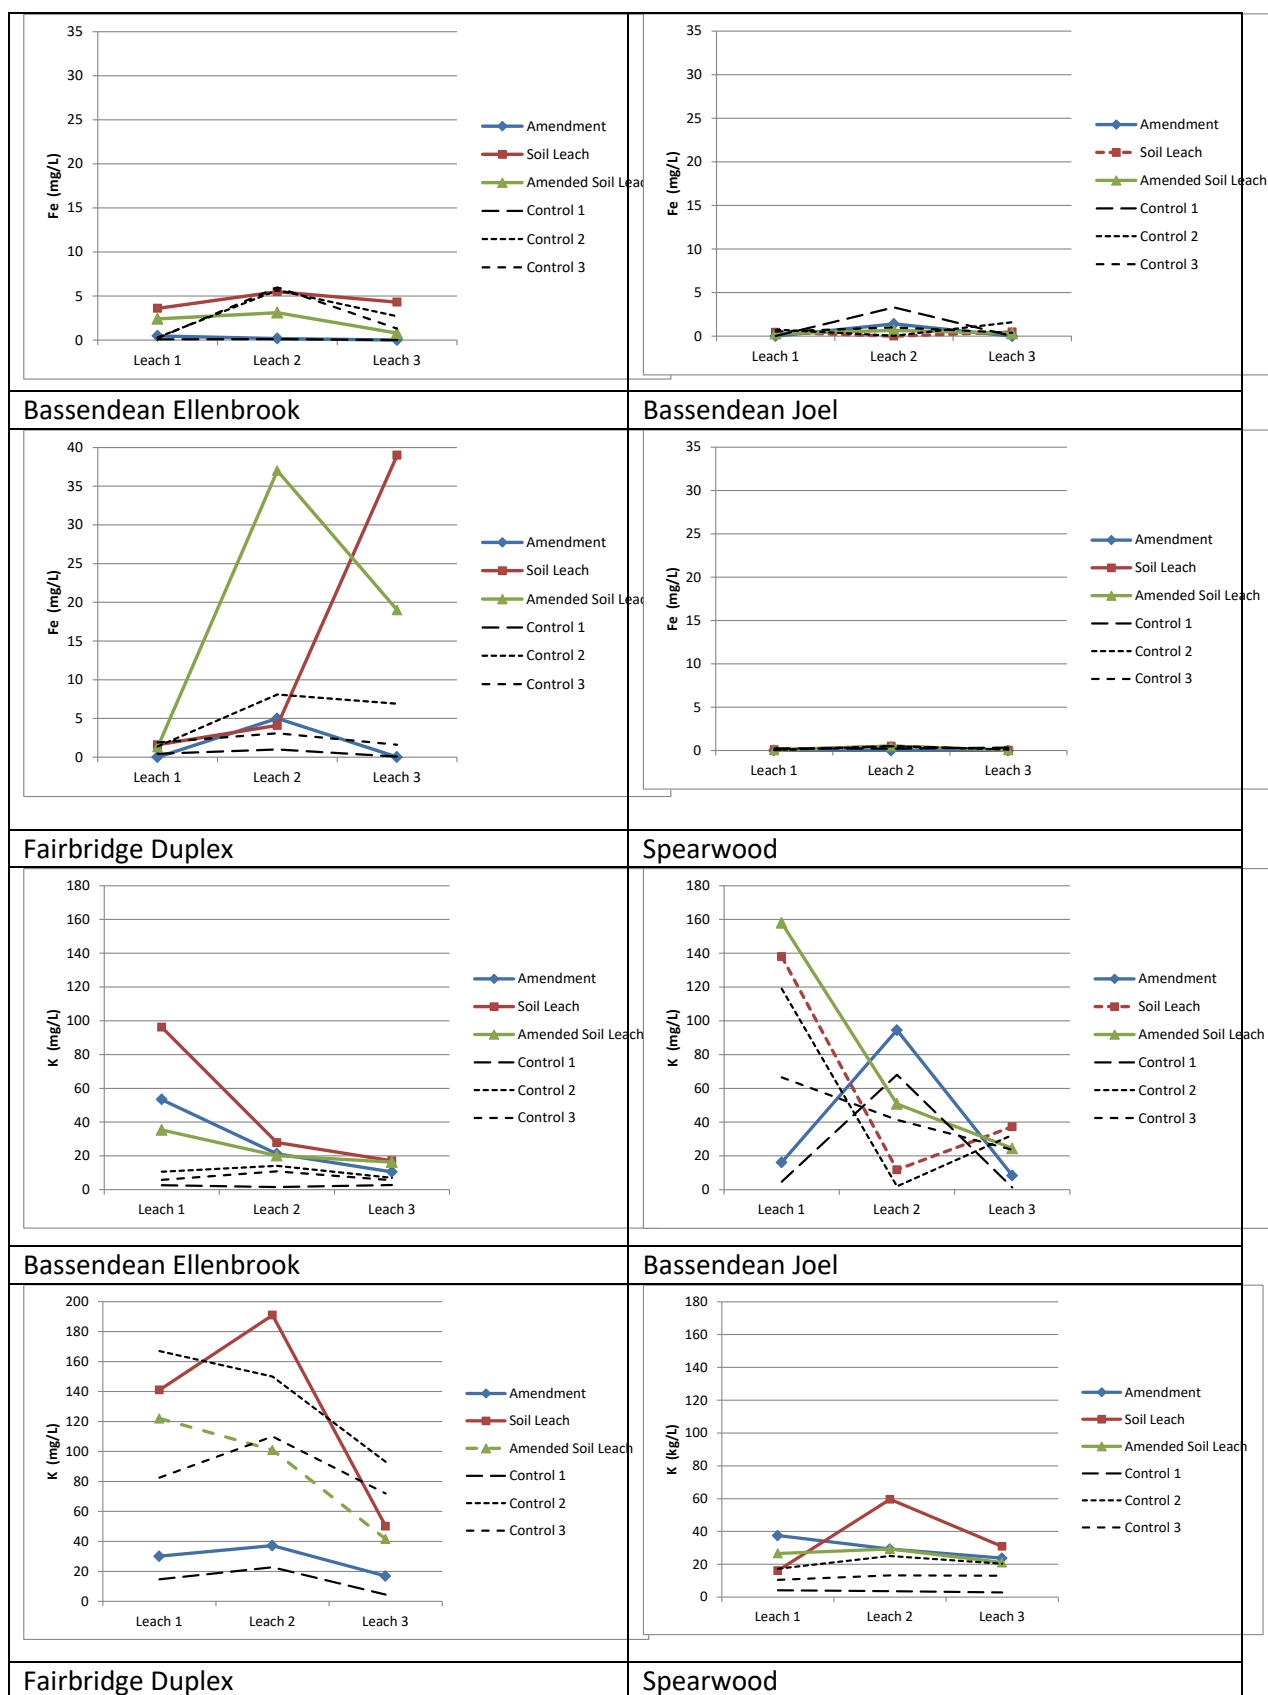 35
30
25
20
15
10
5
0
Fe (mg/L)
Leach 1 Leach 2 Leach 3
Amendment
Soil Leach
Amended Soil Leac
Control 1
Control 2
Control 3
35
30
25
20
15
10
5
0
Fe (mg/L)
Leach 1 Leach 2 Leach 3
Amendment
Soil Leach
Amended Soil Leach
Control 1
Control 2
Control 3
Bassendean Ellenbrook
Bassendean Joel
40
35
30
25
20
15
10
5
0
Fe (mg/L)
Leach 1 Leach 2 Leach 3
Amendment
Soil Leach
Amended Soil Leac
Control 1
Control 2
Control 3
35
30
25
20
15
10
5
0
Fe (mg/L)
Leach 1 Leach 2 Leach 3
Amendment
Soil Leach
Amended Soil Leach
Control 1
Control 2
Control 3
Fairbridge Duplex
Spearwood
180
160
140
120
100
80
60
40
20
0
K (mg/L)
Leach 1 Leach 2 Leach 3
Amendment
Soil Leach
Amended Soil Leach
Control 1
Control 2
Control 3
180
160
140
120
100
80
60
40
20
0
K (mg/L)
Leach 1 Leach 2 Leach 3
Amendment
Soil Leach
Amended Soil Leach
Control 1
Control 2
Control 3
Bassendean Ellenbrook
Bassendean Joel
200
180
160
140
120
100
80
60
40
20
0
K (mg/L)
Leach 1 Leach 2 Leach 3
Amendment
Soil Leach
Amended Soil Leach
Control 1
Control 2
Control 3
180
160
140
120
100
80
60
40
20
0
K (kg/L)
Leach 1 Leach 2 Leach 3
Amendment
Soil Leach
Amended Soil Leach
Control 1
Control 2
Control 3
Fairbridge Duplex
Spearwood